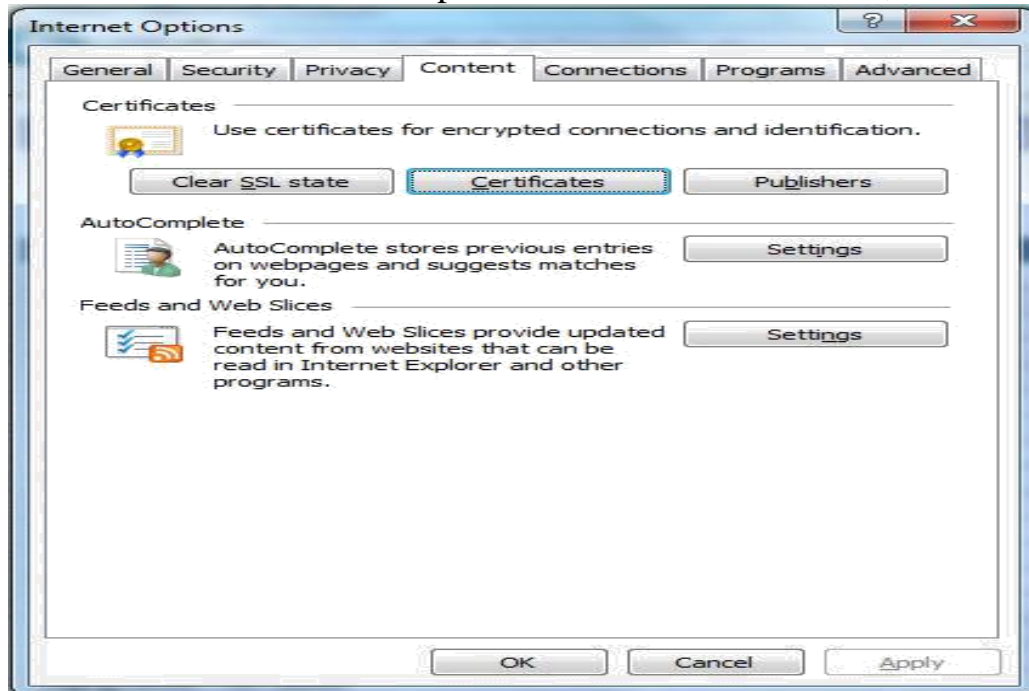 Internet Options
General Security Privacy Content Connections Programs Advanced
Certificates
Use certificates for encrypted connections and identification.
Clear SSL state Certificates Publishers
AutoComplete
AutoComplete stores previous entries Settings
on webpages and suggests matches
for you.
Feeds and Web Slices
Feeds and Web Slices provide updated Settings
content from websites that can be
read in Internet Explorer and other
programs.
OK Cancel Apply